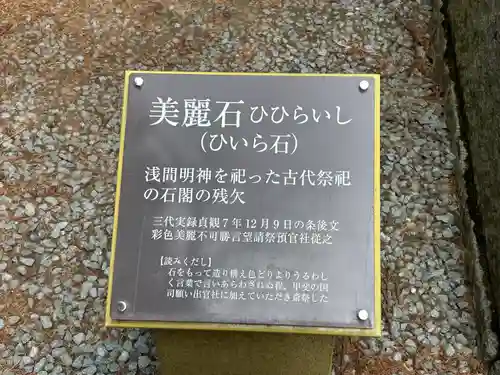 美麗石 ひひらいし
（ひいら石）
浅間明神を祀った古代祭祀
の石閣の残欠
三代実録貞観7年12月9日の条後文
彩色美麗不可勝言望請祭預官社従之
【読みくだし】
石をもって造り構え色どりよりうるわし
く言葉で言いあらわざれぬ程。甲斐の国
司願い出官社に加えていただき斎祭した